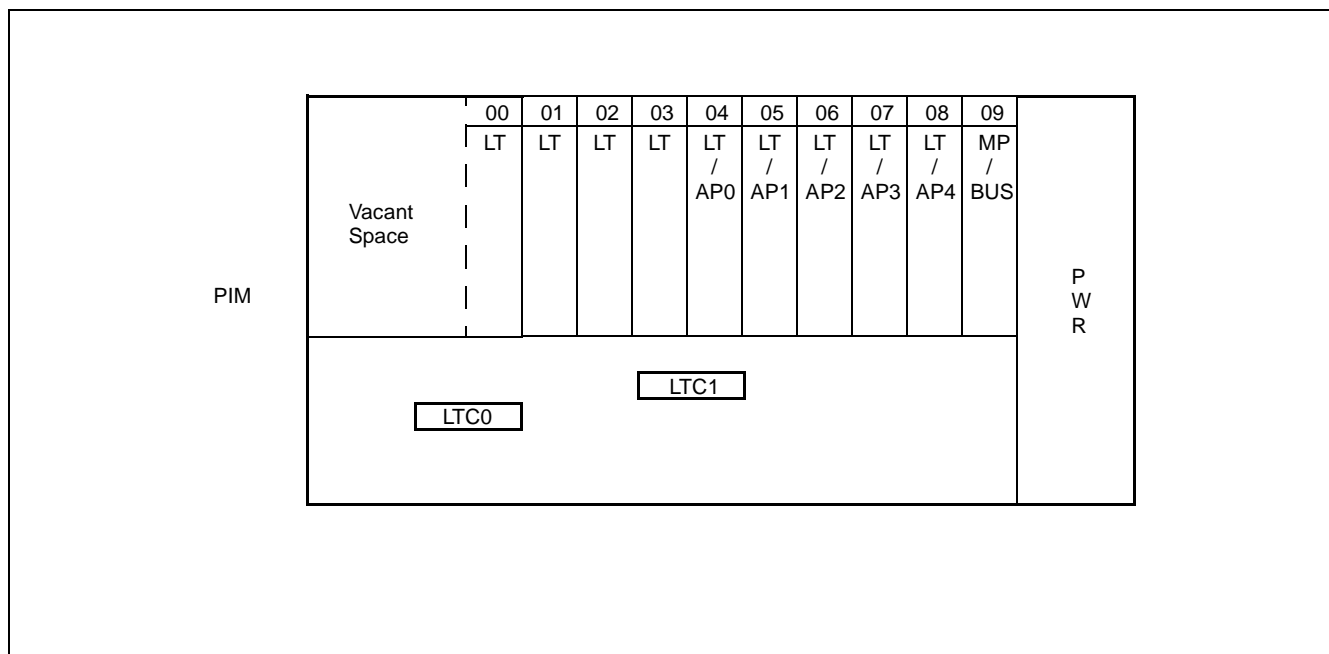 00 01 02 03 04 05 06 07 08 09
LT LT LT LT LT LT LT LT LT MP
/ / / / / /
AP0 AP1 AP2 AP3 AP4 BUS
Vacant
Space
PIM
P
W
R
LTC1
LTC0